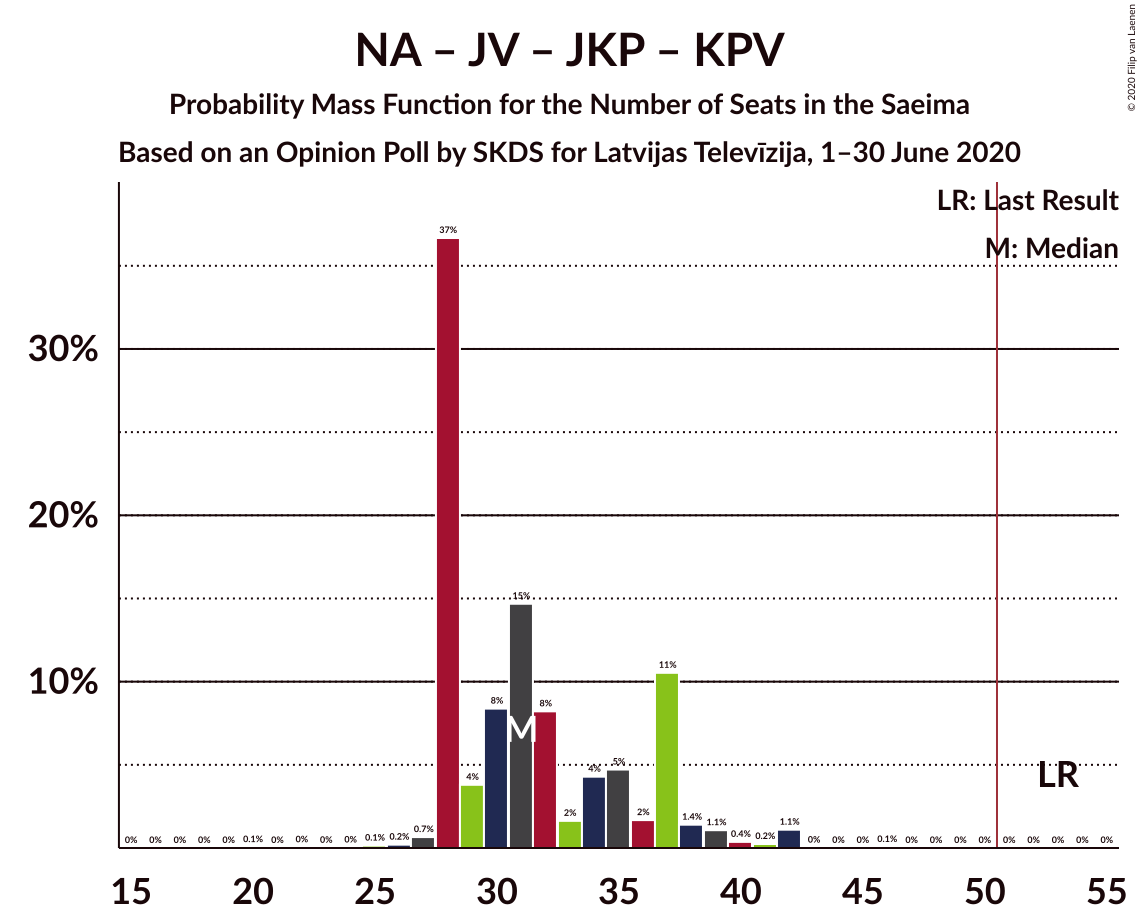 NA – JV – JKP – KPV
Probability Mass Function for the Number of Seats in the Saeima
Based on an Opinion Poll by SKDS for Latvijas Televīzija, 1–30 June 2020
© 2020 Filip van Laenen
LR: Last Result
M: Median
30%
20%
10%
0% 0% 0% 0% 0% 0.1% 0% 0% 0% 0% 0.1% 0.2% 0.7% 37% 4% 8% 15% 8% 2% 4% 5% 2% 11% 1.4% 1.1% 0.4% 0.2% 1.1% 0% 0% 0% 0.1% 0% 0% 0% 0% 0% 0% 0% 0% 0%
M
LR
15 20 25 30 35 40 45 50 55